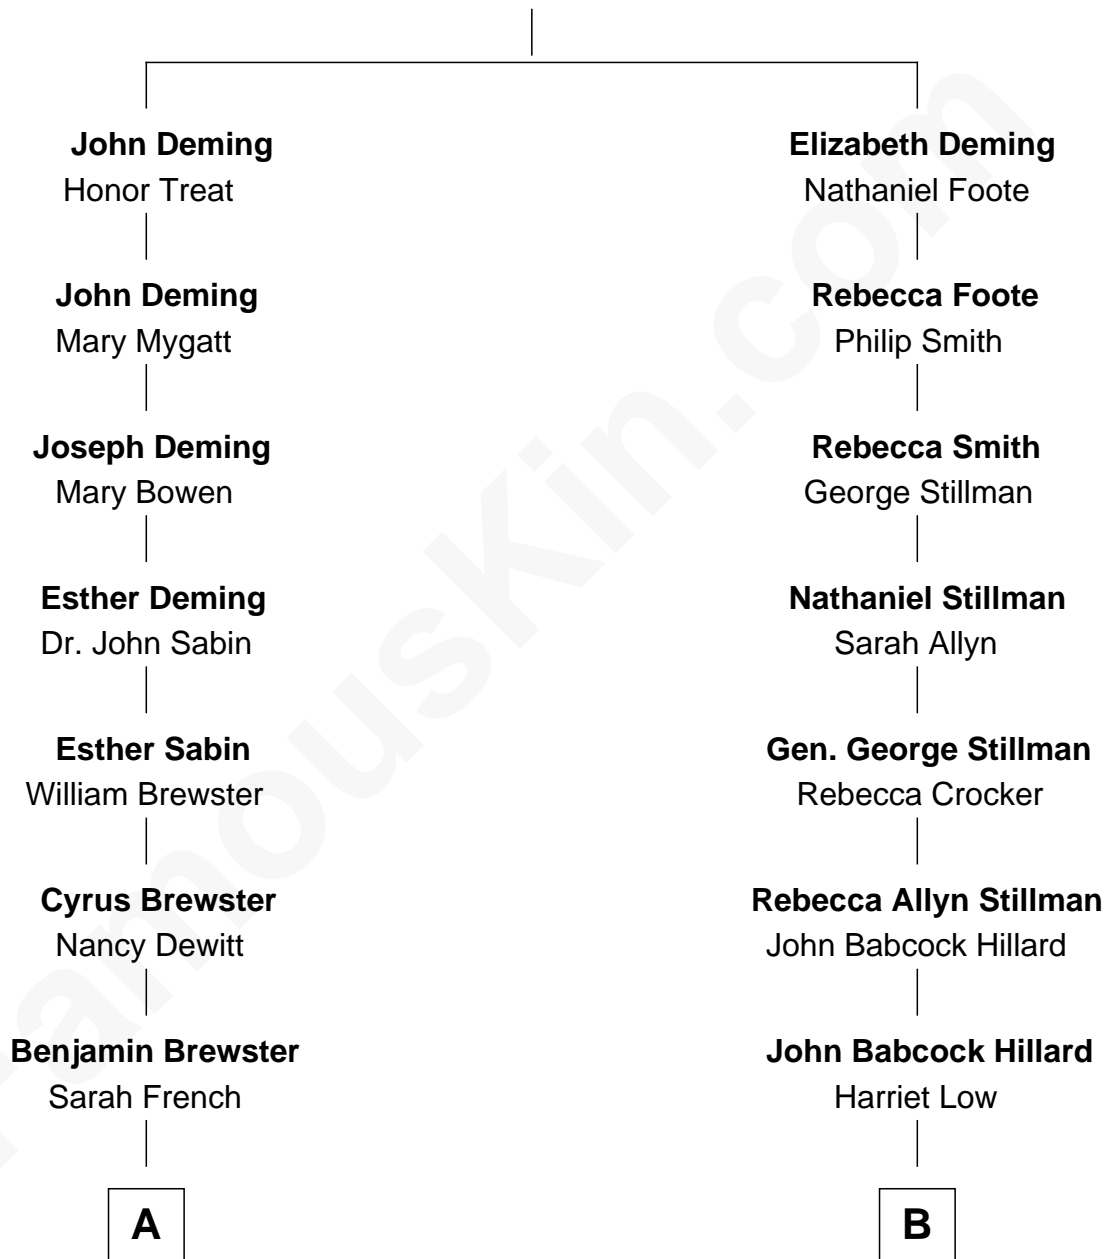 John Deming
Honor Treat
Elizabeth Deming
Nathaniel Foote
John Deming
Mary Mygatt
Rebecca Foote
Philip Smith
Joseph Deming
Mary Bowen
Rebecca Smith
George Stillman
Esther Deming
Dr. John Sabin
Nathaniel Stillman
Sarah Allyn
Esther Sabin
William Brewster
Gen. George Stillman
Rebecca Crocker
Cyrus Brewster
Nancy Dewitt
Rebecca Allyn Stillman
John Babcock Hillard
Benjamin Brewster
Sarah French
John Babcock Hillard
Harriet Low
A
B
FamousKin.com